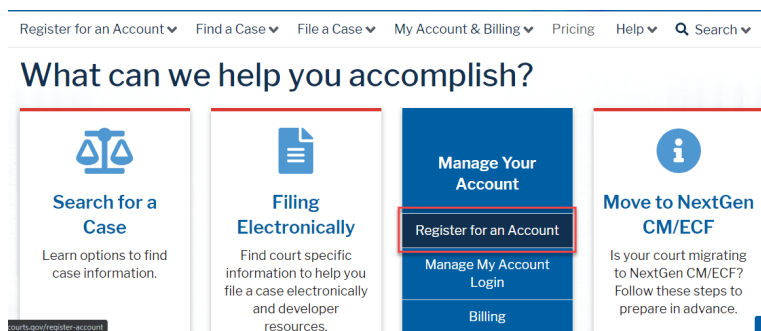 Register for an Account Find a Case File a Case My Account & Billing Pricing Help Search
What can we help you accomplish?
Search for a
Case
Learn options to find
case information.
Filing
Electronically
Find court specific
information to help you
file a case electronically
and developer
resources.
Manage Your
Account
Register for an Account
Manage My Account
Login
Billing
Move to NextGen
CM/ECF
Is your court migrating
to NextGen CM/ECF?
Follow these steps to
prepare in advance.
courts.gov/register-account